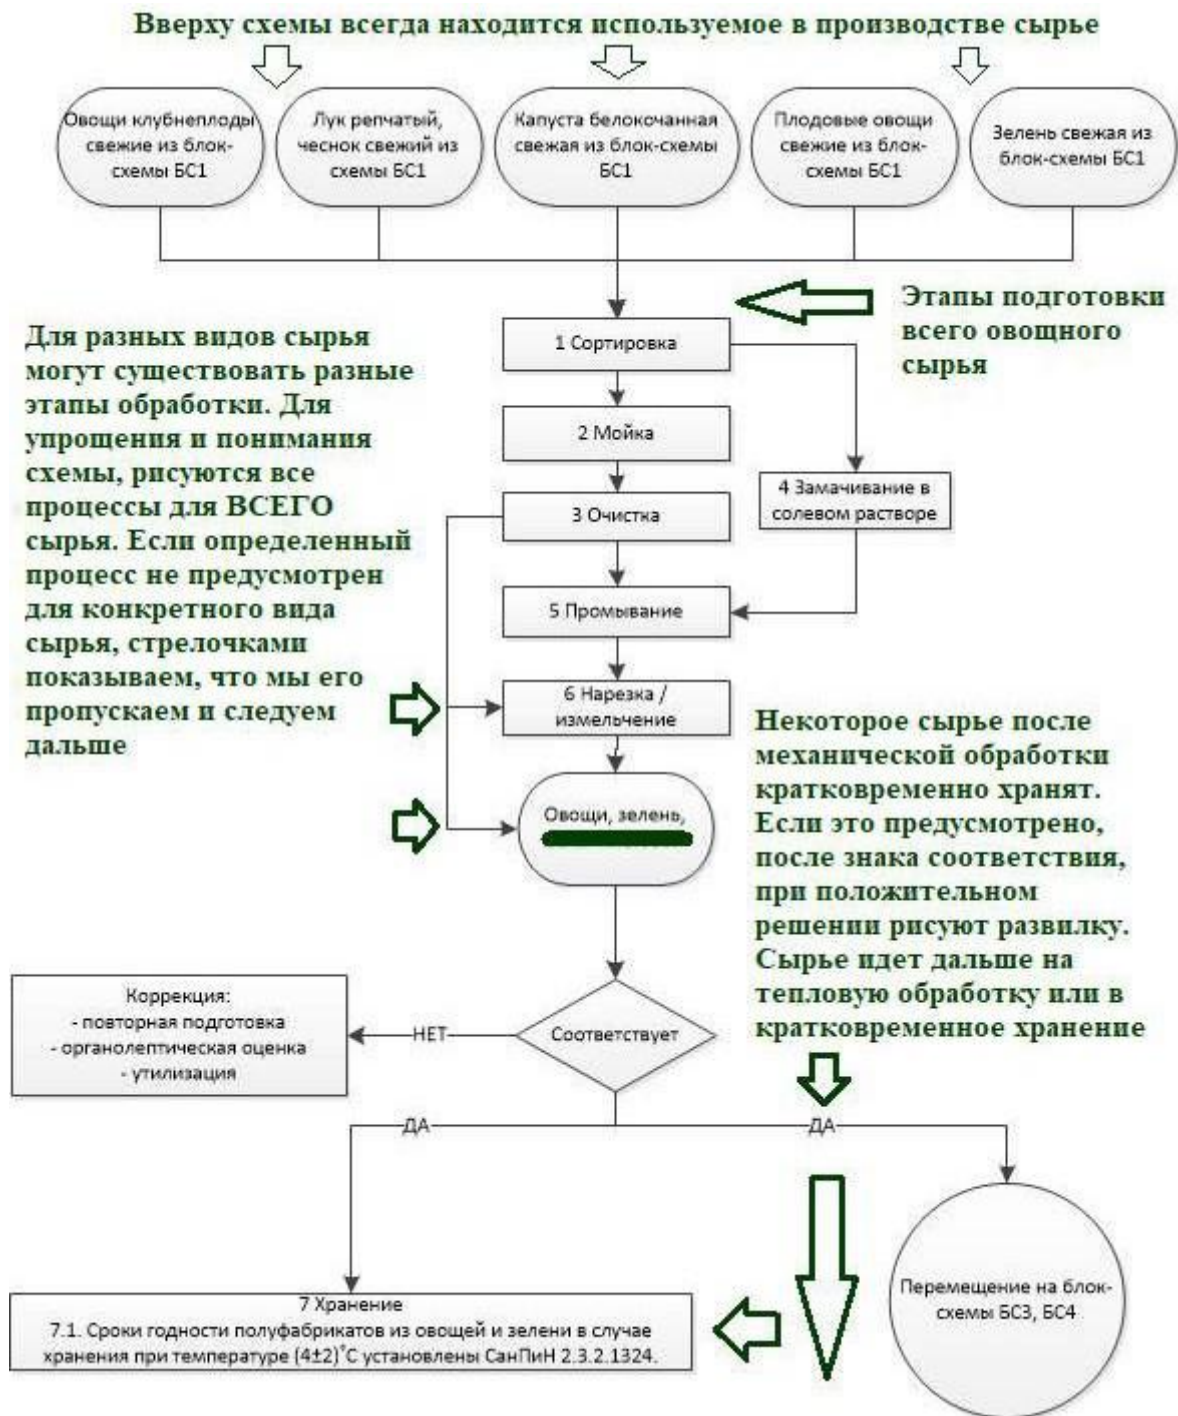 Вверху схемы всегда находится используемое в производстве сырье
Овощи клубнеплоды
свежие из блок-
схемы БС1
Лук репчатый,
чеснок свежий из
схемы БС1
Капуста белокочанная
свежая из блок-схемы
БС1
Плодовые овощи
свежие из блок-
схемы БС1
Зелень свежая из
блок-схемы БС1
Этапы подготовки
всего овощного
сырья
Для разных видов сырья
могут существовать разные
этапы обработки. Для
упрощения и понимания
схемы, рисуются все
процессы для ВСЕГО
сырья. Если определенный
процесс не предусмотрен
для конкретного вида
сырья, стрелочками
показываем, что мы его
пропускаем и следуем
дальше
1 Сортировка
2 Мойка
3 Очистка
4 Замачивание в
солевом растворе
5 Промывание
6 Нарезка /
измельчение
Овощи, зелень,
Некоторое сырье после
механической обработки
кратковременно хранят.
Если это предусмотрено,
после знака соответствия,
при положительном
решении рисуют развилку.
Сырье идет дальше на
тепловую обработку или в
кратковременное хранение
Коррекция:
- повторная подготовка
- органолептическая оценка
- утилизация
НЕТ
Соответствует
ДА
ДА
7 Хранение
7.1. Сроки годности полуфабрикатов из овощей и зелени в случае
хранения при температуре (4±2)˚С установлены СанПиН 2.3.2.1324.
Перемещение на блок-
схемы БС3, БС4